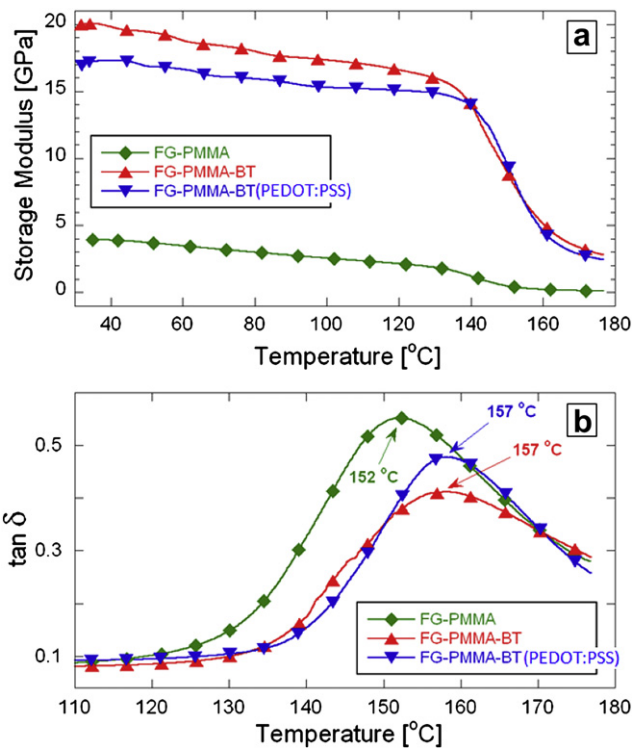 a
20
15
10
5
0
Storage Modulus [GPa]
FG-PMMA
FG-PMMA-BT
FG-PMMA-BT(PEDOT:PSS)
40 60 80 100 120 140 160 180
Temperature [°C]
b
157 °C
157 °C
152 °C
0.5
0.3
0.1
tan δ
FG-PMMA
FG-PMMA-BT
FG-PMMA-BT(PEDOT:PSS)
110 120 130 140 150 160 170 180
Temperature [°C]